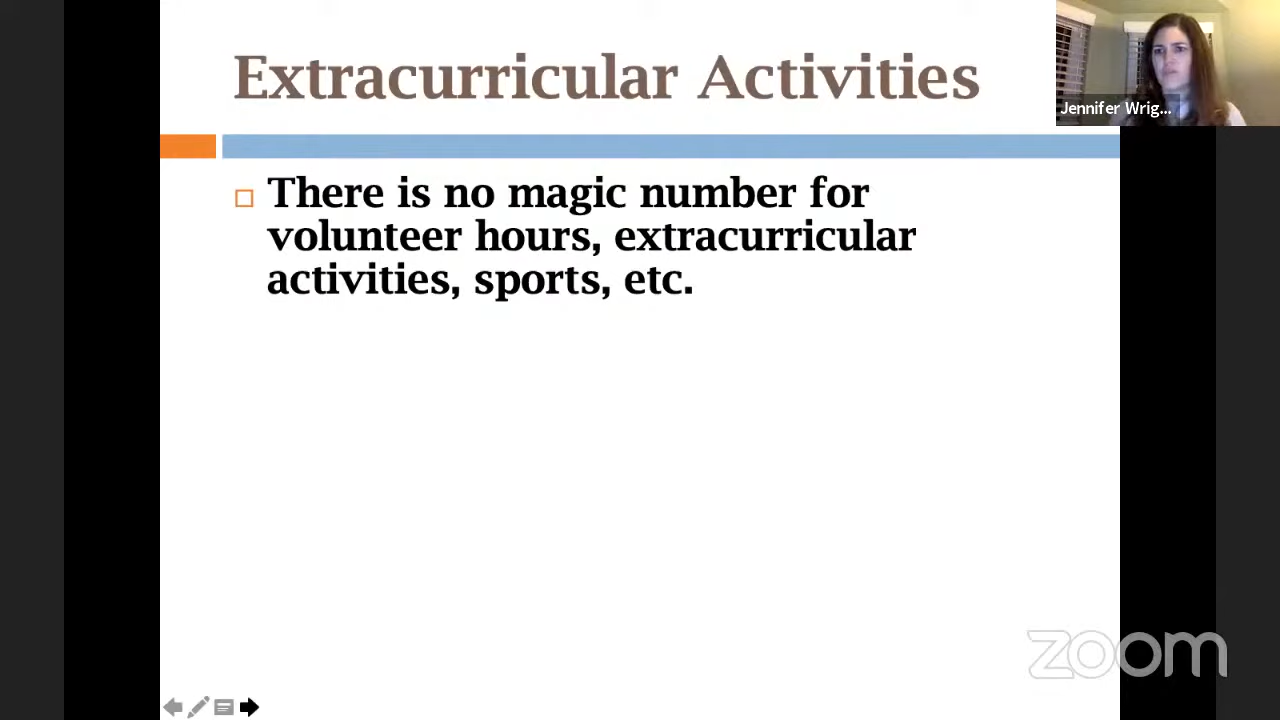 Extracurricular Activities
Jennifer Wrig...
There is no magic number for
volunteer hours, extracurricular
activities, sports, etc.
zoom